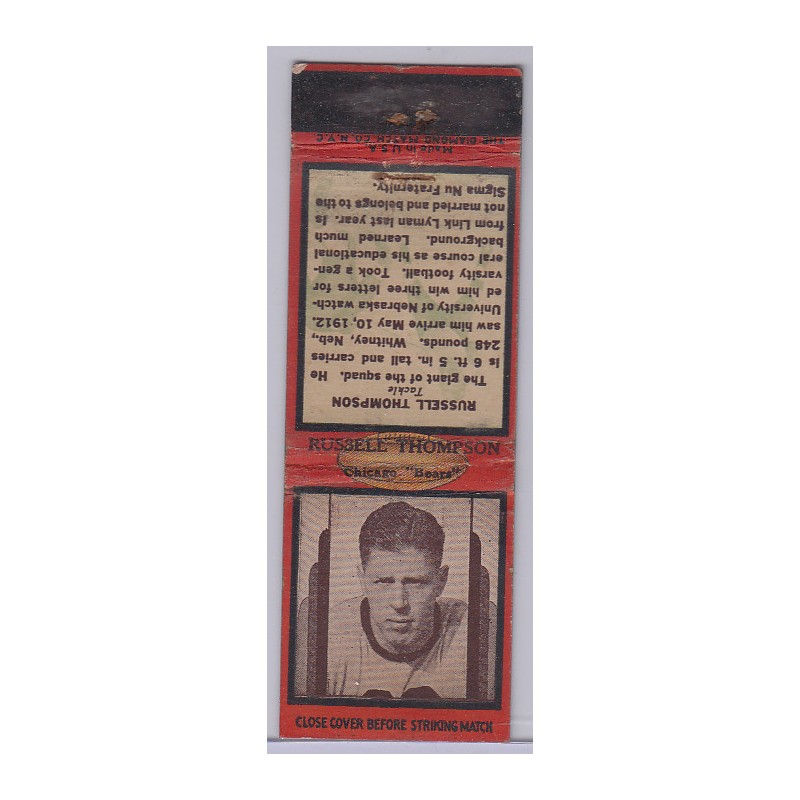 THE DIAMOND MATCH CO. N.Y.C.
Made in U.S.A.
RUSSELL THOMPSON
Tackle
The giant of the squad. He
is 6 ft. 5 in. tall and carries
248 pounds. Whitney, Neb.,
saw him arrive May 10, 1912.
University of Nebraska watch-
ed him win three letters for
varsity football. Took a gen-
eral course as his educational
background. Learned much
from Link Lyman last year. Is
not married and belongs to the
Sigma Nu Fraternity.
RUSSELL THOMPSON
Chicago "Bears"
CLOSE COVER BEFORE STRIKING MATCH